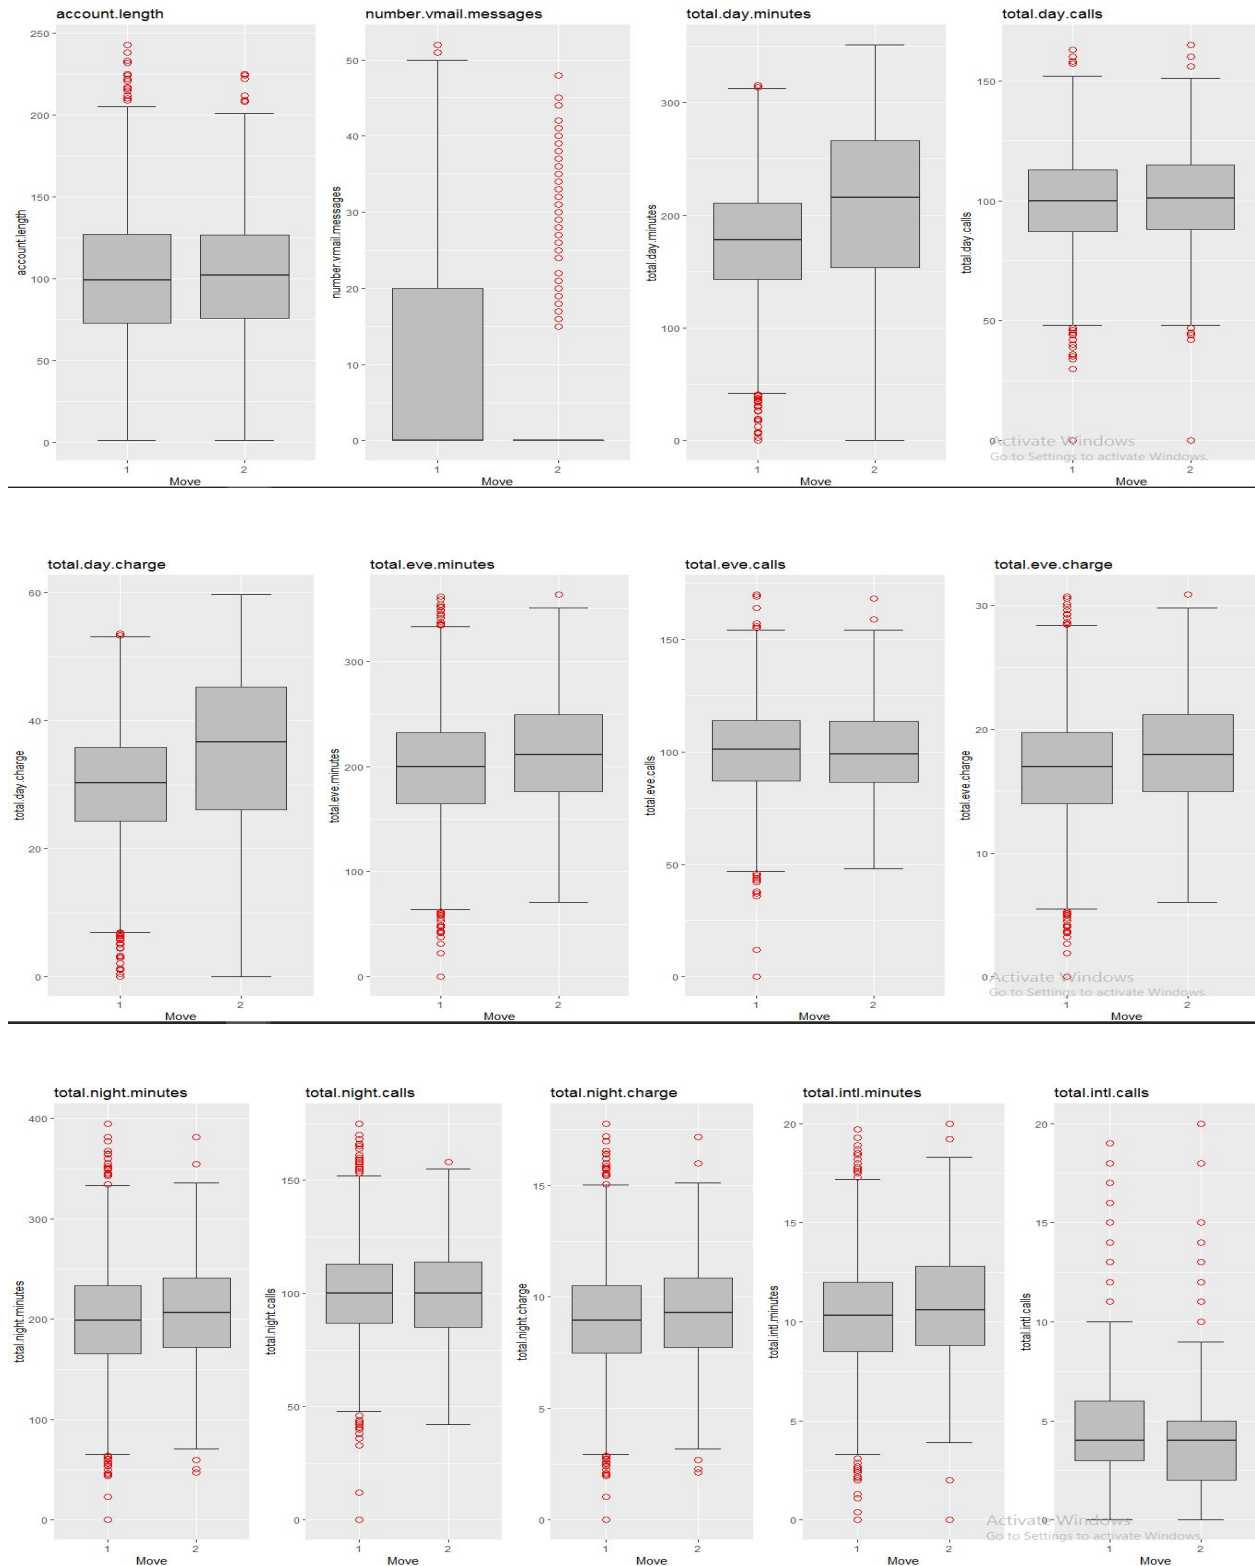 account.length
number.vmail.messages
total.day.minutes
total.day.calls
250
200
150
100
50
0
account.length
1
2
Move
50
40
30
20
10
0
number.vmail.messages
1
2
Move
300
200
100
0
total.day.minutes
1
2
Move
150
100
50
0
total.day.calls
1
2
Move
Activate Windows
Go to Settings to activate Windows.
total.day.charge
total.eve.minutes
total.eve.calls
total.eve.charge
60
40
20
0
total.day.charge
1
2
Move
300
200
100
0
total.eve.minutes
1
2
Move
150
100
50
0
total.eve.calls
1
2
Move
30
20
10
0
total.eve.charge
1
2
Move
Activate Windows
Go to Settings to activate Windows.
total.night.minutes
total.night.calls
total.night.charge
total.intl.minutes
total.intl.calls
400
300
200
100
0
total.night.minutes
1
2
Move
150
100
50
0
total.night.calls
1
2
Move
15
10
5
0
total.night.charge
1
2
Move
20
15
10
5
0
total.intl.minutes
1
2
Move
20
15
10
5
0
total.intl.calls
1
2
Move
Activate Windows
Go to Settings to activate Windows.